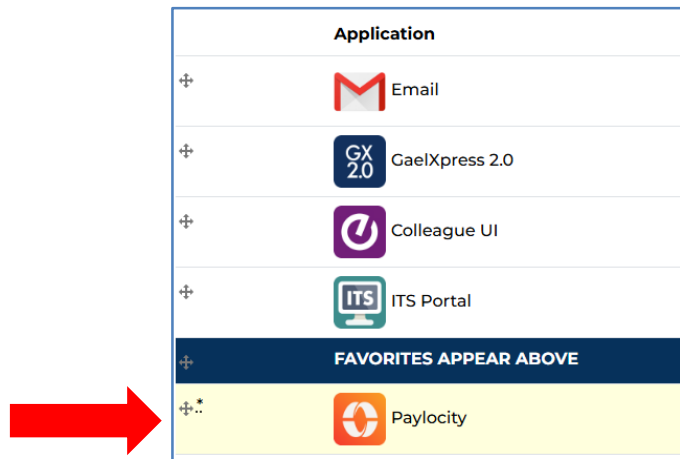 Application
Email
GX
2.0
GaelXpress 2.0
Colleague UI
ITS
ITS Portal
FAVORITES APPEAR ABOVE
*
Paylocity